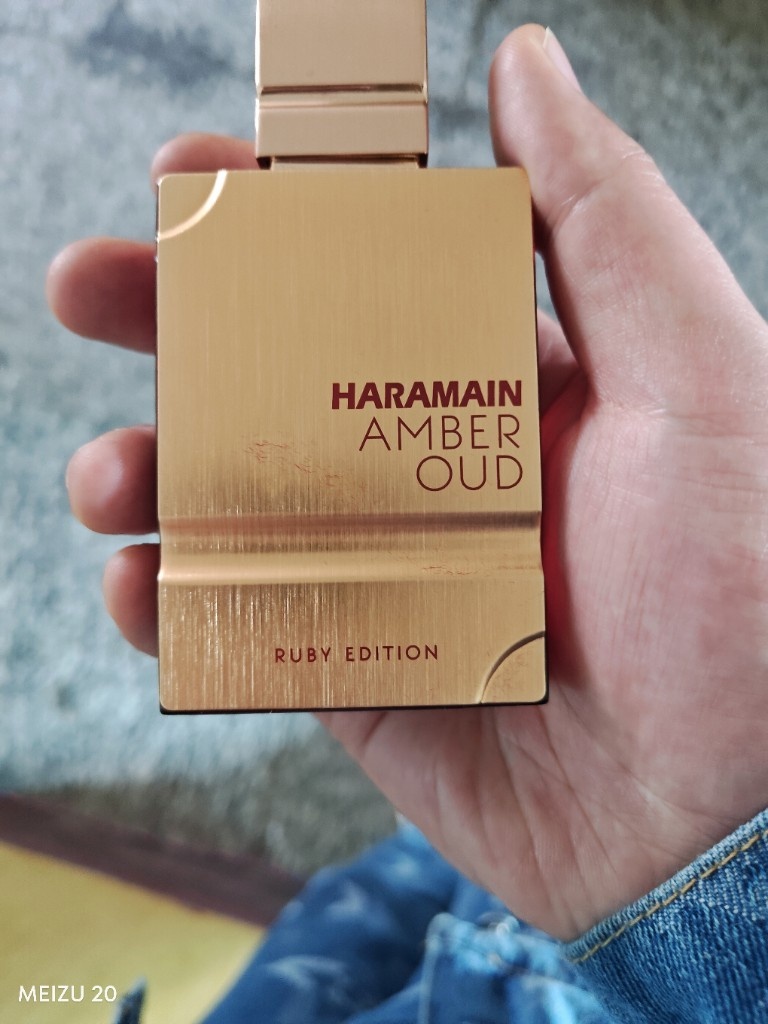 HARAMAIN
AMBER
OUD
RUBY EDITION
MEIZU 20